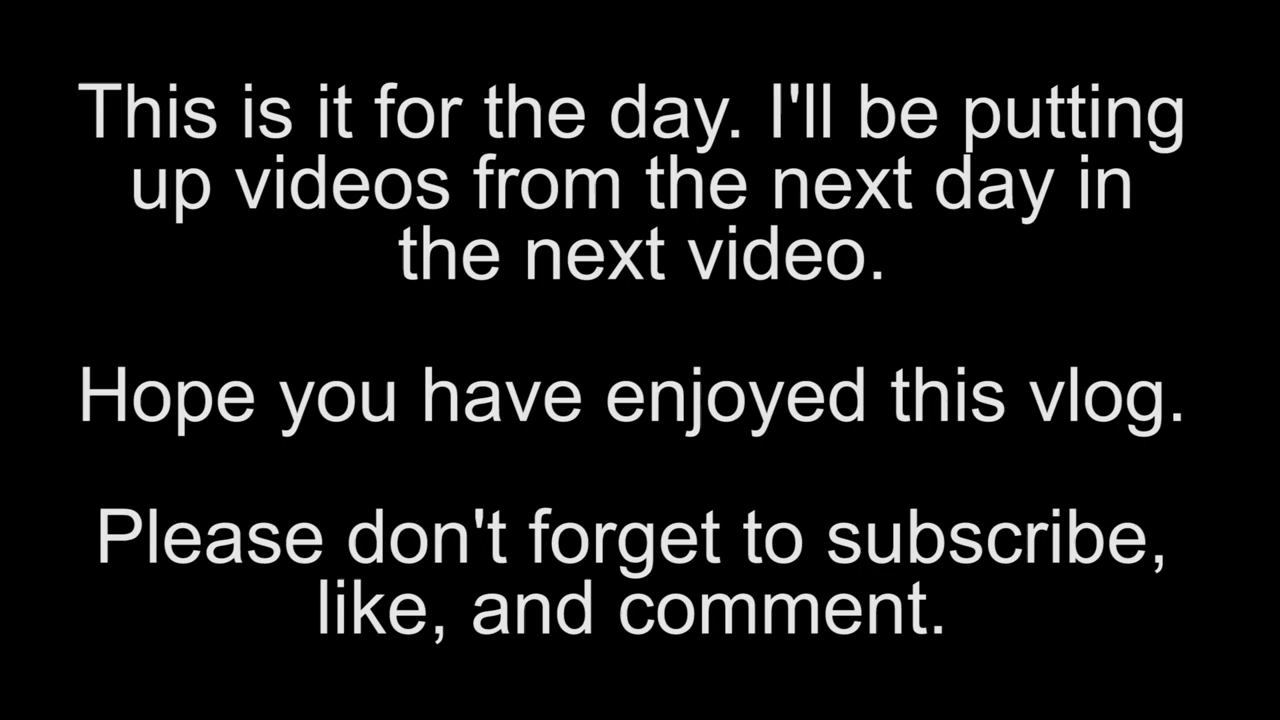 This is it for the day. I'll be putting
up videos from the next day in
the next video.
Hope you have enjoyed this vlog.
Please don't forget to subscribe,
like, and comment.